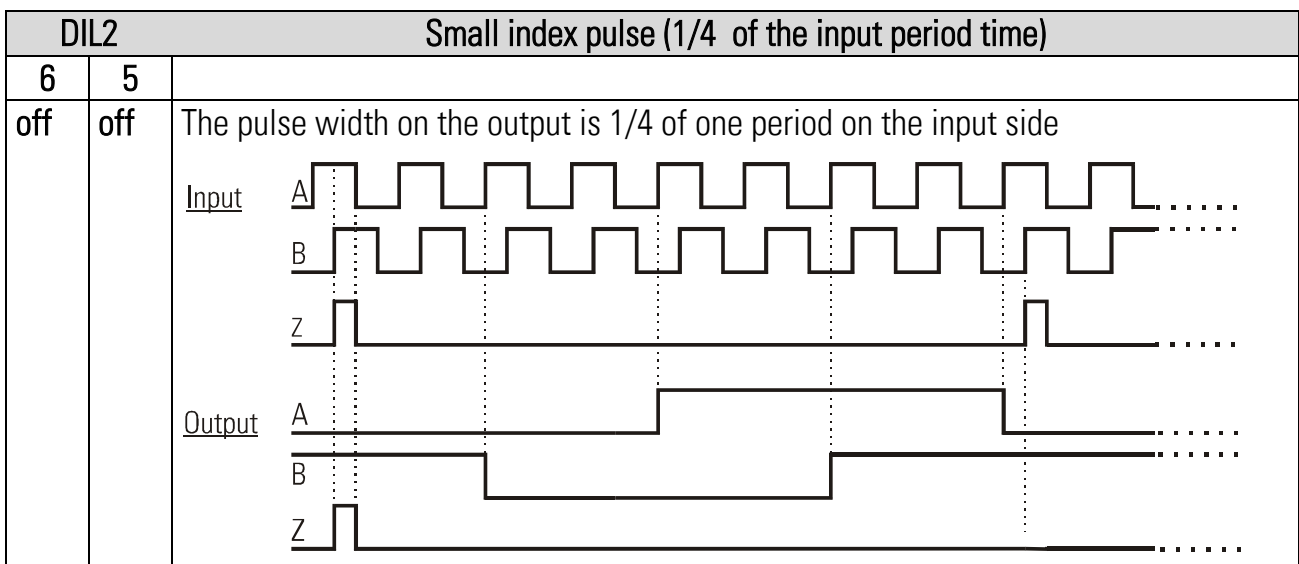 DIL2 Small index pulse (1/4 of the input period time)
6 5
off off The pulse width on the output is 1/4 of one period on the input side
Input A
B
Z
Output A
B
Z